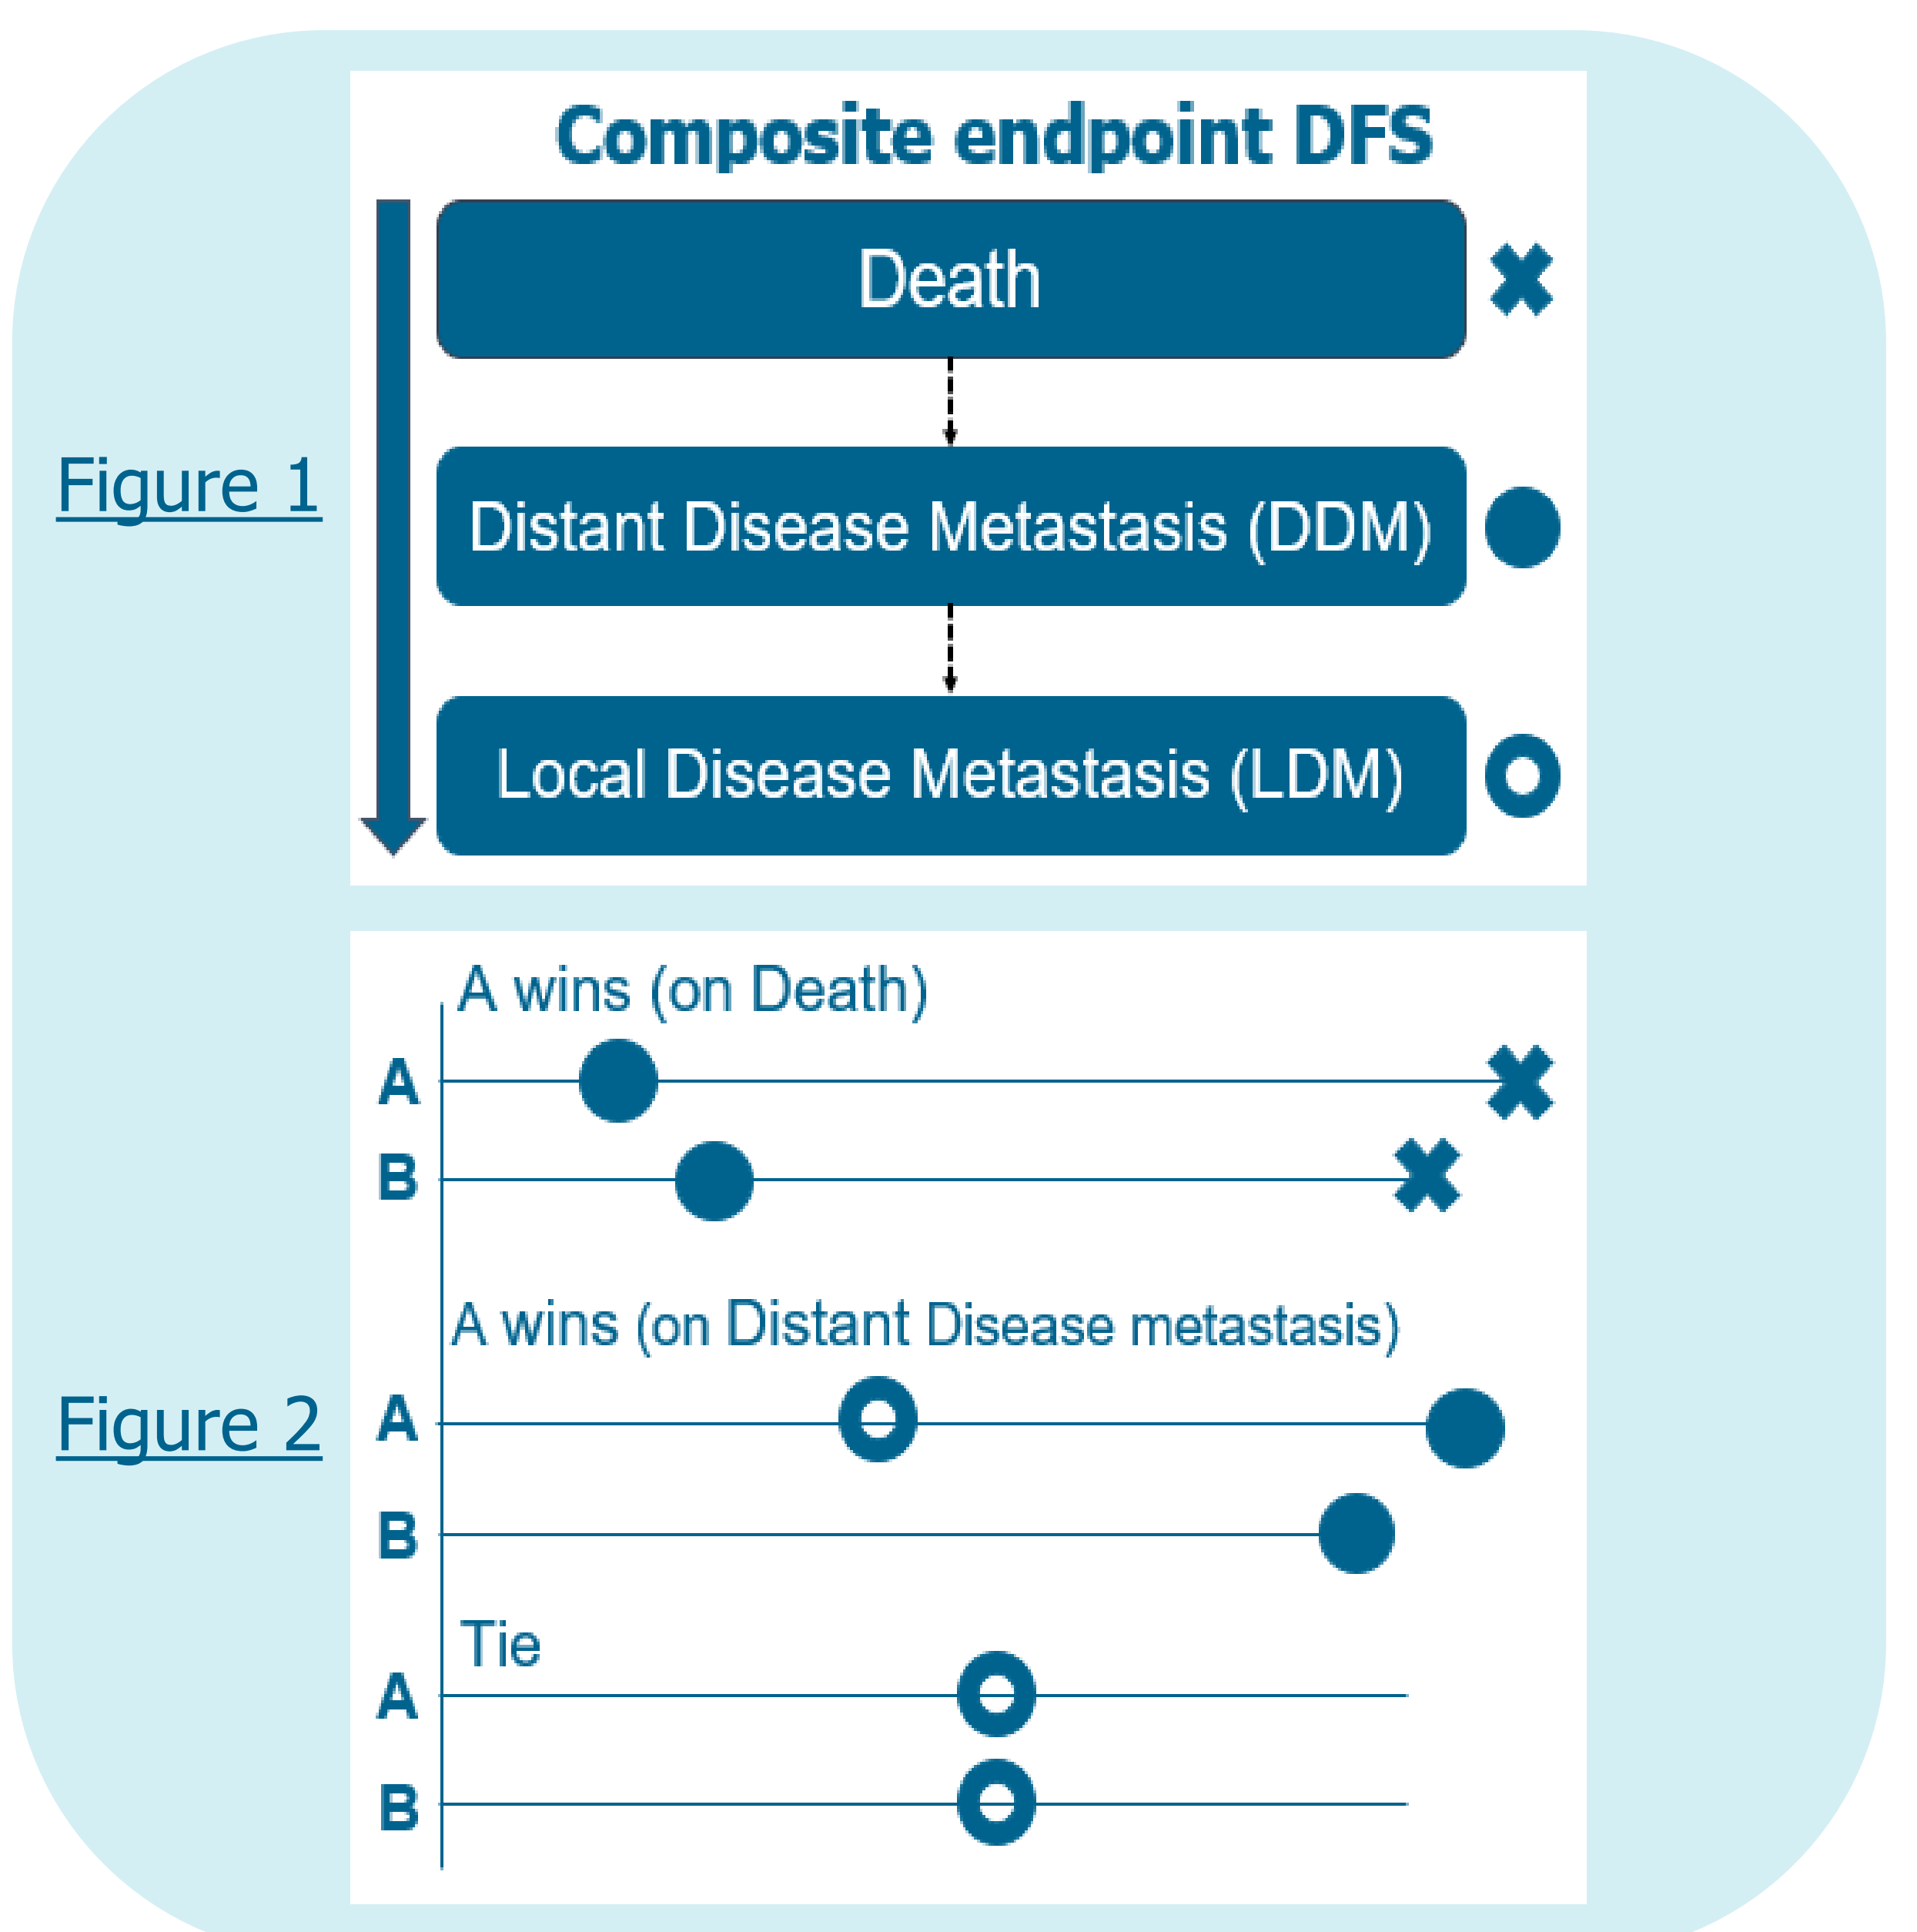 Composite endpoint DFS
Death
Figure 1
Distant Disease Metastasis (DDM)
Local Disease Metastasis (LDM)
A wins (on Death)
A
B
A wins (on Distant Disease metastasis)
Figure 2
A
B
Tie
A
B